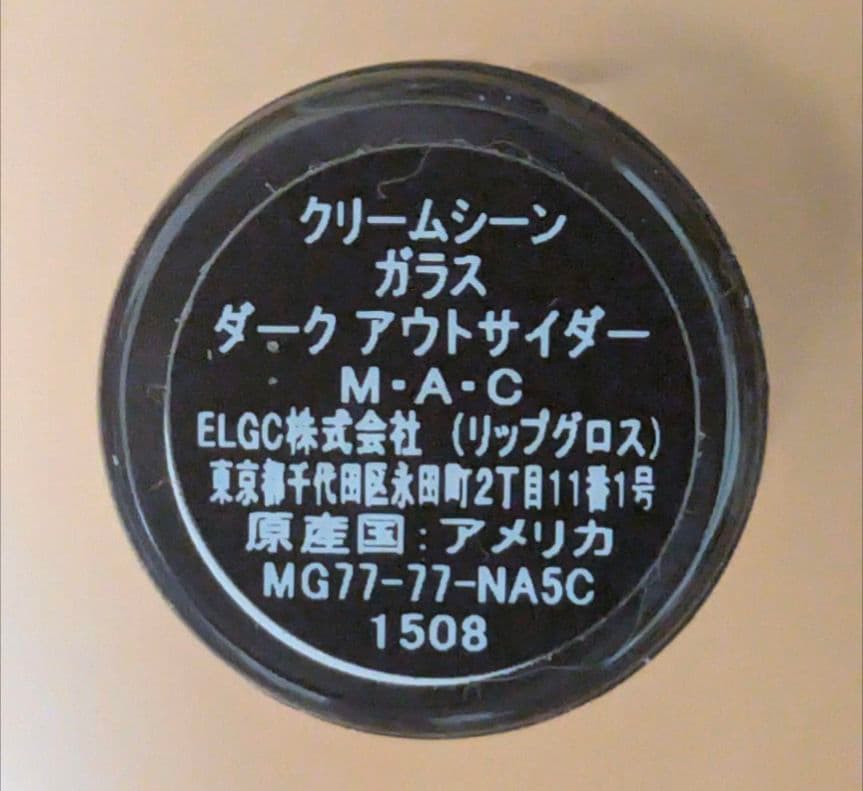 クリームシーン
ガラス
ダーク アウトサイダー
M・A・C
ELGC株式会社 (リップグロス)
東京都千代田区永田町2丁目11番1号
原産国:アメリカ
MG77-77-NA5C
1508